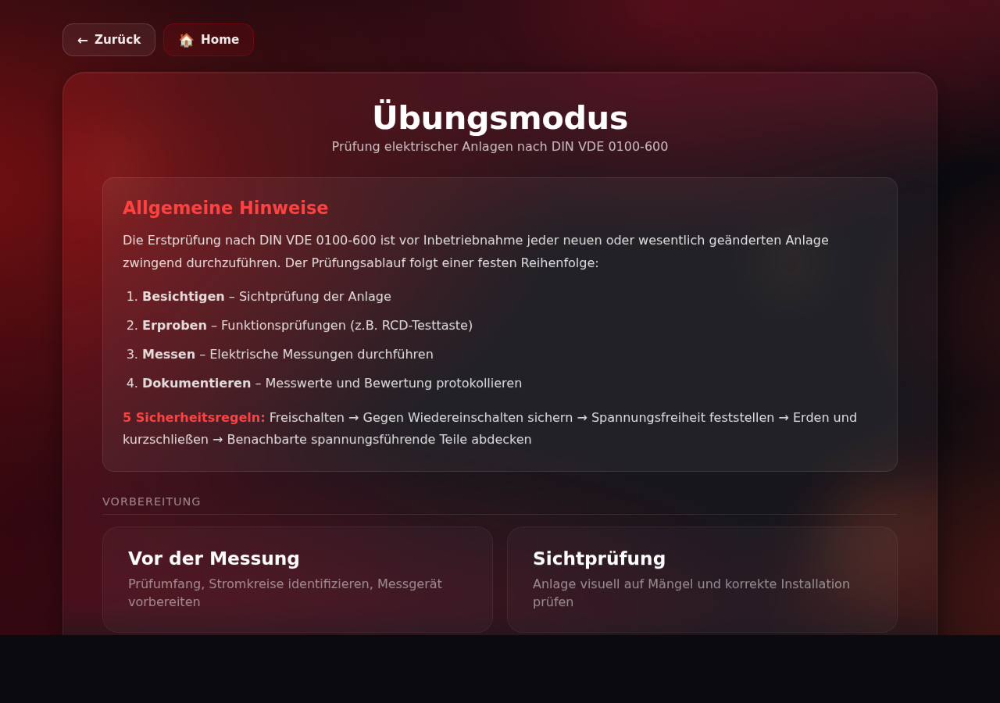 ← Zurück
🏠 Home
Übungsmodus
Prüfung elektrischer Anlagen nach DIN VDE 0100-600
Allgemeine Hinweise
Die Erstprüfung nach DIN VDE 0100-600 ist vor Inbetriebnahme jeder neuen oder wesentlich geänderten Anlage
zwingend durchzuführen. Der Prüfungsablauf folgt einer festen Reihenfolge:
1. Besichtigen – Sichtprüfung der Anlage
2. Erproben – Funktionsprüfungen (z.B. RCD-Testtaste)
3. Messen – Elektrische Messungen durchführen
4. Dokumentieren – Messwerte und Bewertung protokollieren
5 Sicherheitsregeln: Freischalten → Gegen Wiedereinschalten sichern → Spannungsfreiheit feststellen → Erden und
kurzschließen → Benachbarte spannungsführende Teile abdecken
VORBEREITUNG
Vor der Messung
Prüfumfang, Stromkreise identifizieren, Messgerät
vorbereiten
Sichtprüfung
Anlage visuell auf Mängel und korrekte Installation
prüfen